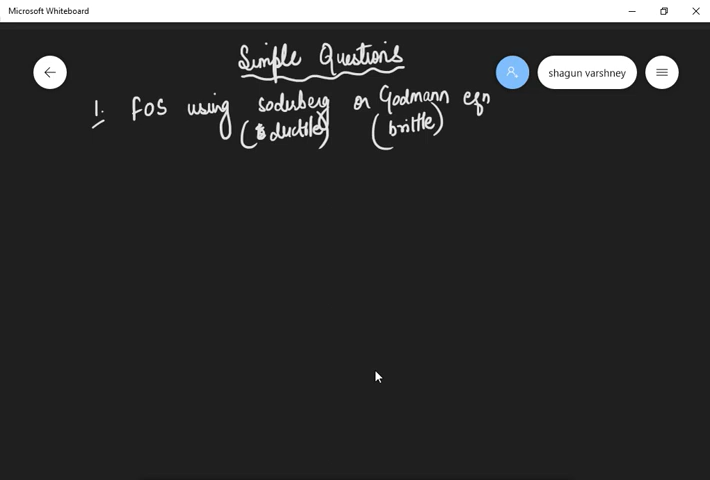 Microsoft Whiteboard
Simple Questions
shagun varshney
1. FOS using soderberg or Godmann eqn
(ductile) (brittle)